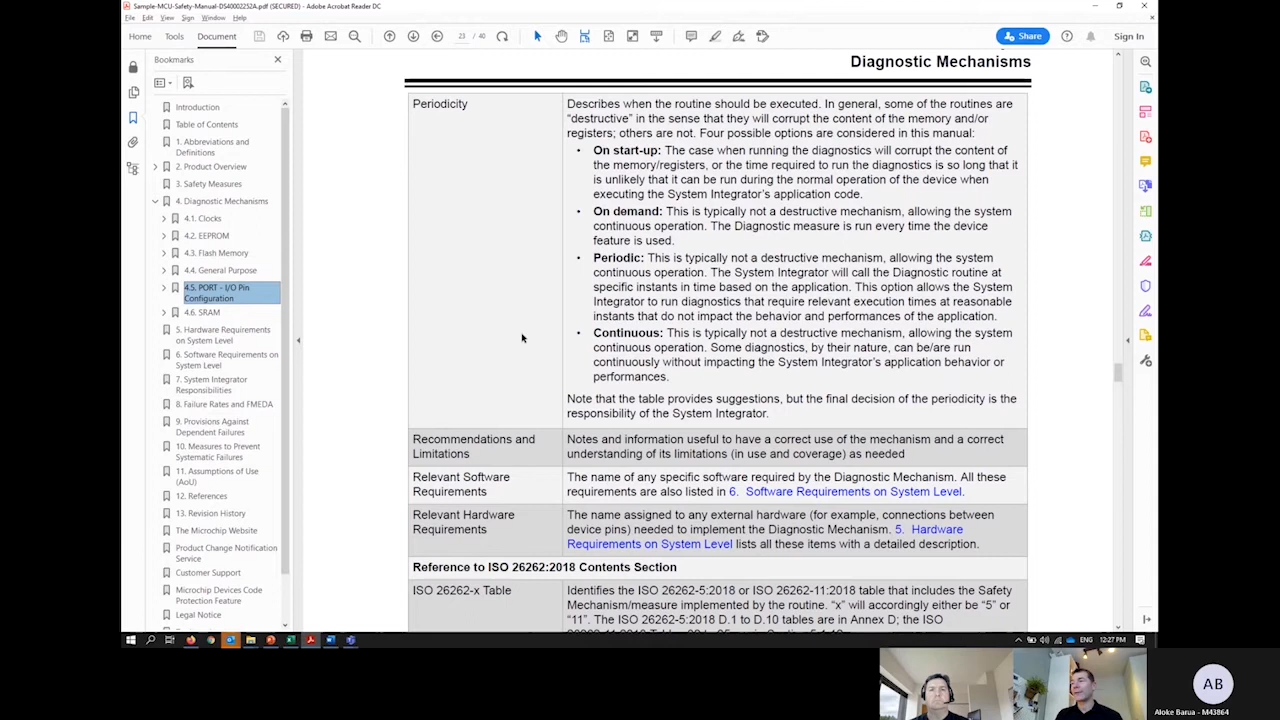 Sample-MCU-Safety-Manual-DS40002252A.pdf (SECURED) - Adobe Acrobat Reader DC
File Edit View Sign Window Help
Home Tools Document 23 / 40 Share Sign In
Bookmarks
Introduction
Table of Contents
1. Abbreviations and
Definitions
2. Product Overview
3. Safety Measures
4. Diagnostic Mechanisms
4.1. Clocks
4.2. EEPROM
4.3. Flash Memory
4.4. General Purpose
4.5. PORT - I/O Pin
Configuration
4.6. SRAM
5. Hardware Requirements
on System Level
6. Software Requirements on
System Level
7. System Integrator
Responsibilities
8. Failure Rates and FMEDA
9. Provisions Against
Dependent Failures
10. Measures to Prevent
Systematic Failures
11. Assumptions of Use
(AoU)
12. References
13. Revision History
The Microchip Website
Product Change Notification
Service
Customer Support
Microchip Devices Code
Protection Feature
Legal Notice
Diagnostic Mechanisms
Periodicity
Describes when the routine should be executed. In general, some of the routines are
“destructive” in the sense that they will corrupt the content of the memory and/or
registers; others are not. Four possible options are considered in this manual:
• On start-up: The case when running the diagnostics will corrupt the content of
the memory/registers, or the time required to run the diagnostics is so long that it
is unlikely that it can be run during the normal operation of the device when
executing the System Integrator’s application code.
• On demand: This is typically not a destructive mechanism, allowing the system
continuous operation. The Diagnostic measure is run every time the device
feature is used.
• Periodic: This is typically not a destructive mechanism, allowing the system
continuous operation. The System Integrator will call the Diagnostic routine at
specific instants in time based on the application. This option allows the System
Integrator to run diagnostics that require relevant execution times at reasonable
instants that do not impact the behavior and performances of the application.
• Continuous: This is typically not a destructive mechanism, allowing the system
continuous operation. Some diagnostics, by their nature, can be/are run
continuously without impacting the System Integrator’s application behavior or
performances.
Note that the table provides suggestions, but the final decision of the periodicity is the
responsibility of the System Integrator.
Recommendations and
Limitations
Notes and information useful to have a correct use of the mechanism and a correct
understanding of its limitations (in use and coverage) as needed
Relevant Software
Requirements
The name of any specific software required by the Diagnostic Mechanism. All these
requirements are also listed in 6. Software Requirements on System Level.
Relevant Hardware
Requirements
The name assigned to any external hardware (for example, connections between
device pins) needed to implement the Diagnostic Mechanism. 5. Hardware
Requirements on System Level lists all these items with a detailed description.
Reference to ISO 26262:2018 Contents Section
ISO 26262-x Table
Identifies the ISO 26262-5:2018 or ISO 26262-11:2018 table that includes the Safety
Mechanism/measure implemented by the routine. “x” will accordingly either be “5” or
“11”. The ISO 26262-5:2018 D.1 to D.10 tables are in Annex D; the ISO
ENG 12:27 PM
AB
Aloke Barua - M43864